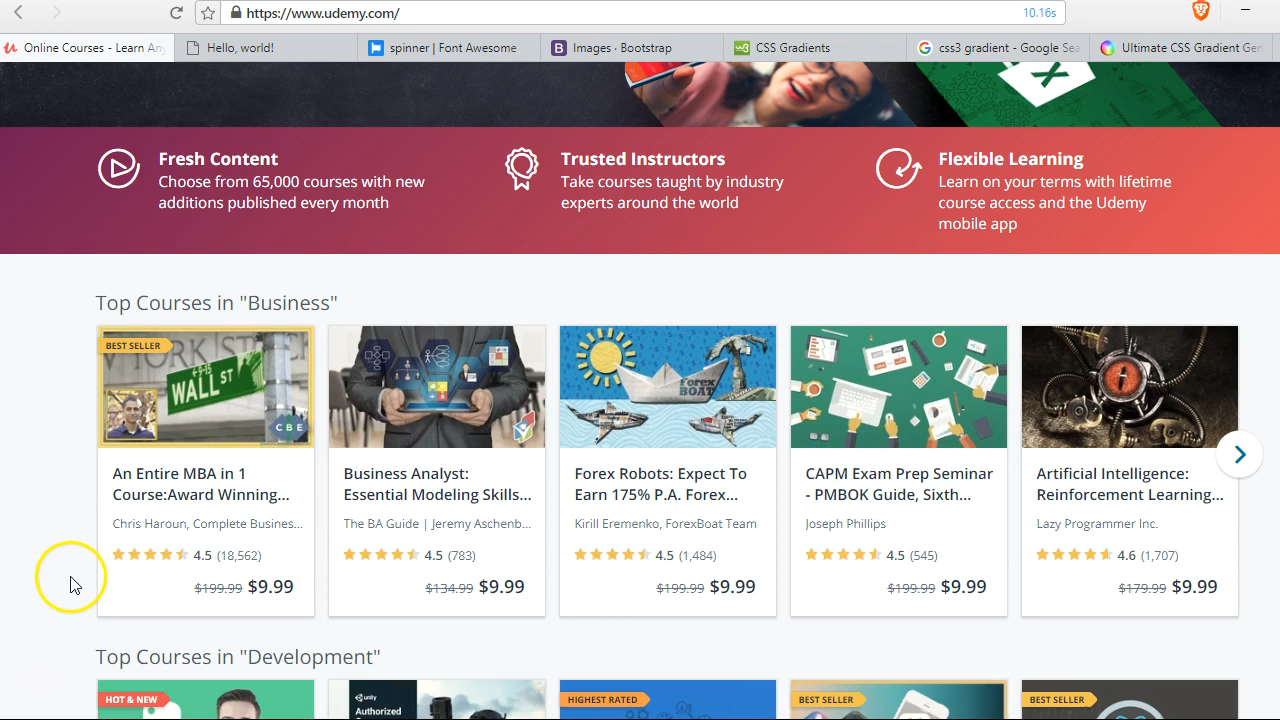 https://www.udemy.com/
10.16s
Online Courses - Learn Any
Hello, world!
spinner | Font Awesome
Images · Bootstrap
CSS Gradients
css3 gradient - Google Sea
Ultimate CSS Gradient Gen
Fresh Content
Choose from 65,000 courses with new
additions published every month
Trusted Instructors
Take courses taught by industry
experts around the world
Flexible Learning
Learn on your terms with lifetime
course access and the Udemy
mobile app
Top Courses in "Business"
BEST SELLER
WALL ST
CBE
An Entire MBA in 1
Course:Award Winning...
Chris Haroun, Complete Busines...
4.5 (18,562)
$199.99 $9.99
Business Analyst:
Essential Modeling Skills...
The BA Guide | Jeremy Aschenb...
4.5 (783)
$134.99 $9.99
Forex BOAT
Forex Robots: Expect To
Earn 175% P.A. Forex...
Kirill Eremenko, ForexBoat Team
4.5 (1,484)
$199.99 $9.99
CAPM Exam Prep Seminar
- PMBOK Guide, Sixth...
Joseph Phillips
4.5 (545)
$199.99 $9.99
Artificial Intelligence:
Reinforcement Learning...
Lazy Programmer Inc.
4.6 (1,707)
$179.99 $9.99
Top Courses in "Development"
HOT & NEW
unity
Authorized
HIGHEST RATED
BEST SELLER
BEST SELLER